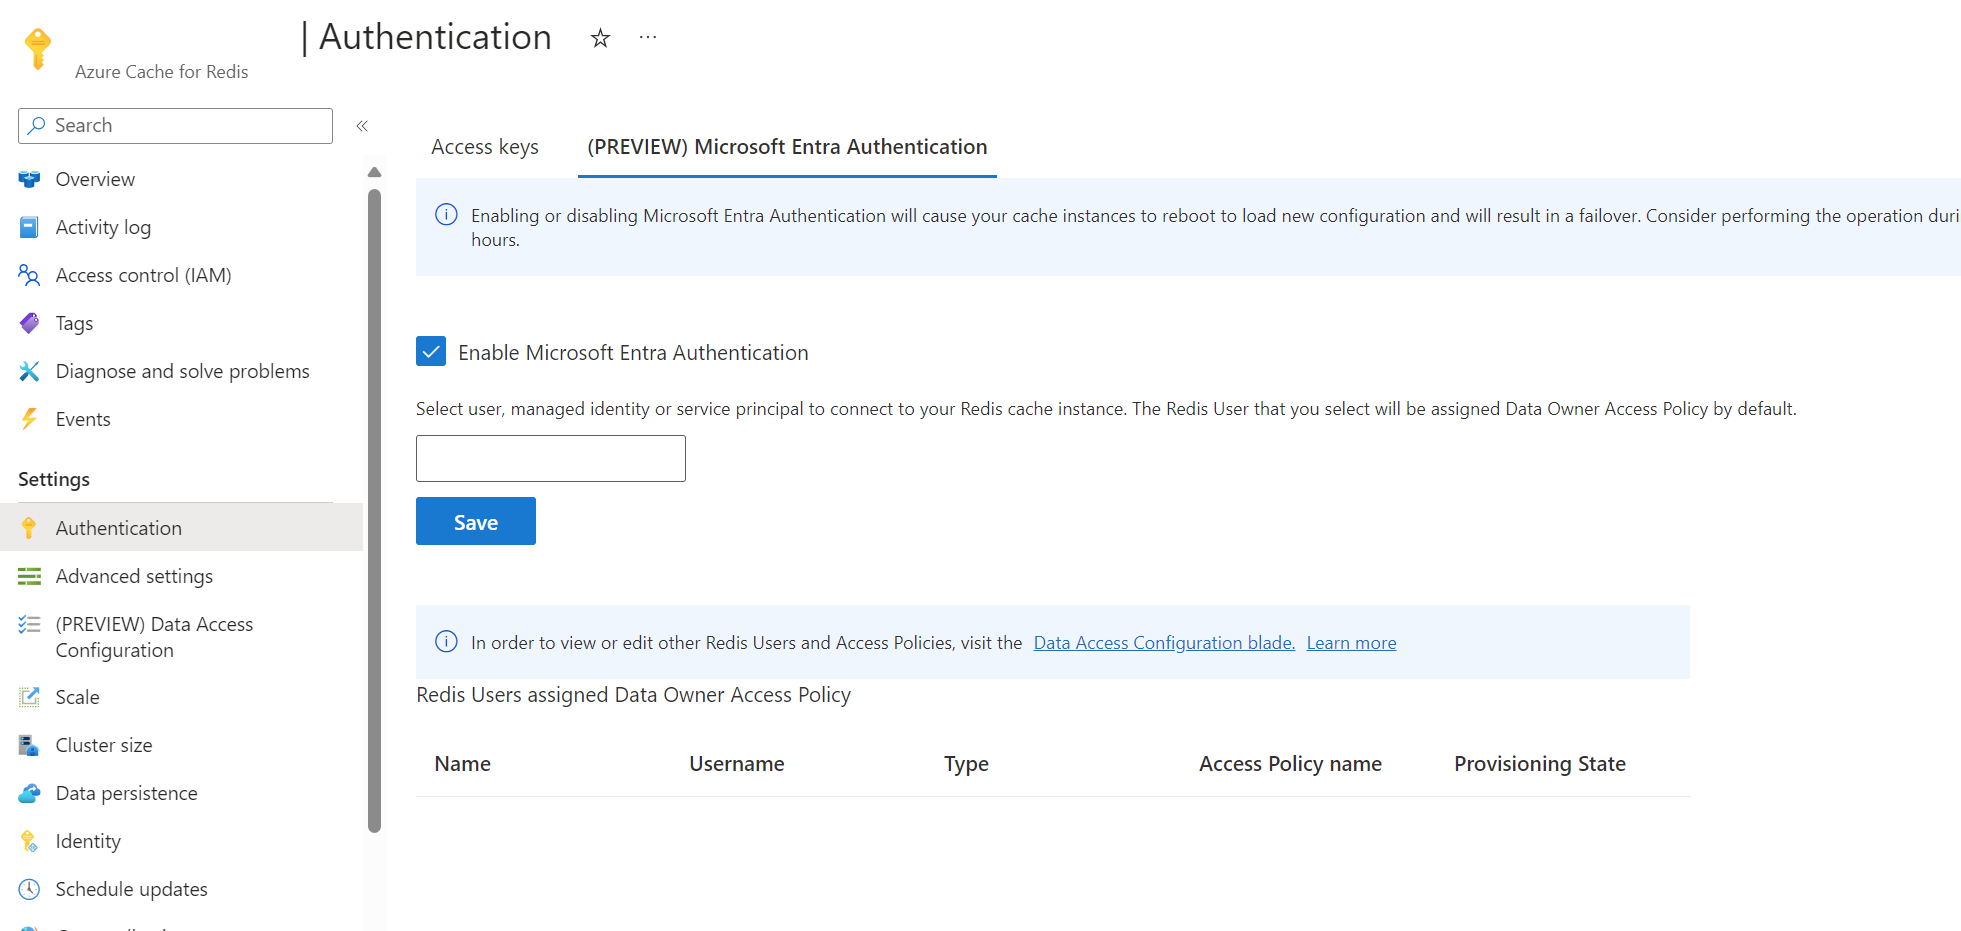 | Authentication
Azure Cache for Redis
Search
Overview
Activity log
Access control (IAM)
Tags
Diagnose and solve problems
Events
Settings
Authentication
Advanced settings
(PREVIEW) Data Access
Configuration
Scale
Cluster size
Data persistence
Identity
Schedule updates
Access keys
(PREVIEW) Microsoft Entra Authentication
Enabling or disabling Microsoft Entra Authentication will cause your cache instances to reboot to load new configuration and will result in a failover. Consider performing the operation duri
hours.
Enable Microsoft Entra Authentication
Select user, managed identity or service principal to connect to your Redis cache instance. The Redis User that you select will be assigned Data Owner Access Policy by default.
Save
In order to view or edit other Redis Users and Access Policies, visit the Data Access Configuration blade. Learn more
Redis Users assigned Data Owner Access Policy
Name Username Type Access Policy name Provisioning State